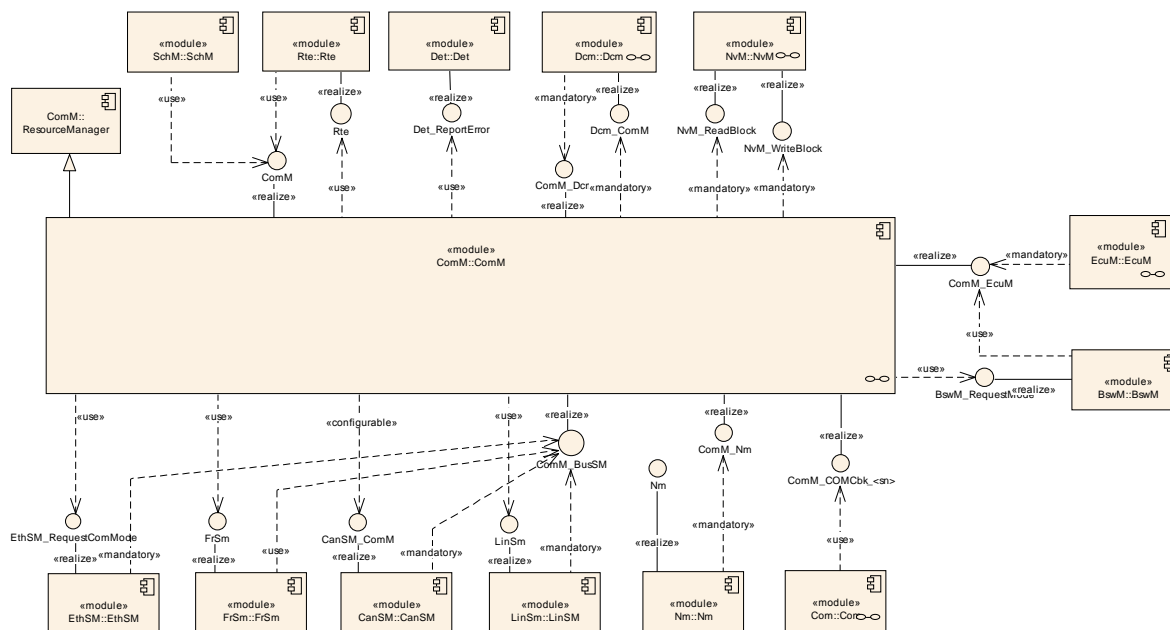 «module»
SchM::SchM
«module»
Rte::Rte
«module»
Det::Det
«module»
Dcm::Dcm
«module»
NvM::NvM
ComM::
ResourceManager
«use»
«use»
«realize»
«realize»
«mandatory»
«realize»
«realize»
«realize»
Rte
Det_ReportError
Dcm_ComM
NvM_ReadBlock
NvM_WriteBlock
ComM
ComM_Dcr
«realize»
«use»
«use»
«mandatory»
«realize»
«mandatory»
«mandatory»
«module»
ComM::ComM
«realize»
ComM_EcuM
«mandatory»
«module»
EcuM::EcuM
«use»
«use»
BswM_RequestMode
«realize»
«module»
BswM::BswM
«use»
«use»
«configurable»
«use»
«realize»
«realize»
«realize»
ComM_BusSM
ComM_Nm
ComM_COMCbk_<sn>
Nm
EthSM_RequestComMode
FrSm
CanSM_ComM
LinSm
«realize»
«mandatory»
«realize»
«use»
«realize»
«mandatory»
«realize»
«mandatory»
«realize»
«mandatory»
«use»
«module»
EthSM::EthSM
«module»
FrSm::FrSm
«module»
CanSM::CanSM
«module»
LinSm::LinSM
«module»
Nm::Nm
«module»
Com::Com